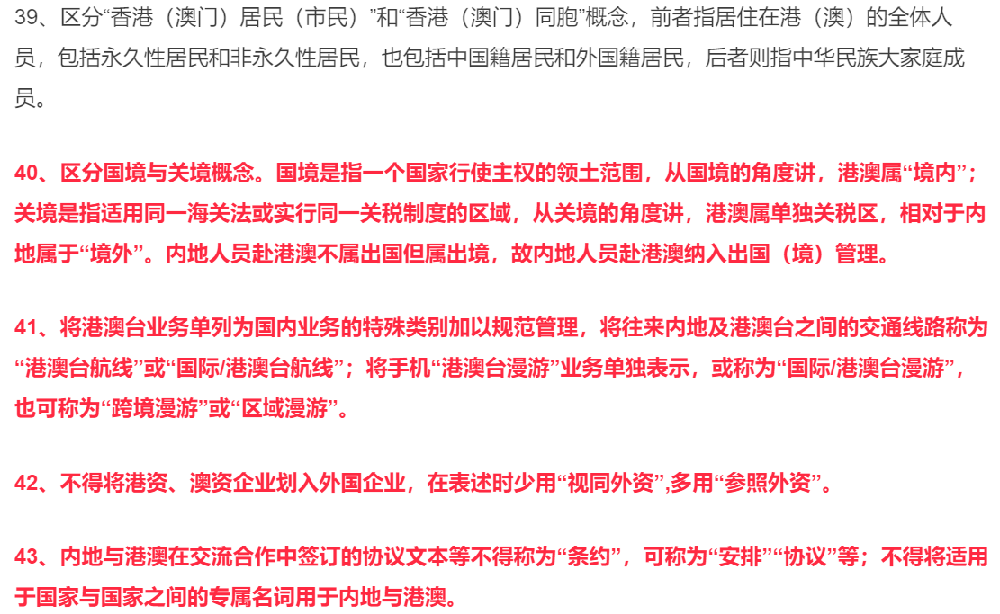 39、区分“香港（澳门）居民（市民）”和“香港（澳门）同胞”概念，前者指居住在港（澳）的全体人
员，包括永久性居民和非永久性居民，也包括中国籍居民和外国籍居民，后者则指中华民族大家庭成
员。
40、区分国境与关境概念。国境是指一个国家行使主权的领土范围，从国境的角度讲，港澳属“境内”；
关境是指适用同一海关法或实行同一关税制度的区域，从关境的角度讲，港澳属单独关税区，相对于内
地属于“境外”。内地人员赴港澳不属出国但属出境，故内地人员赴港澳纳入出国（境）管理。
41、将港澳台业务单列为国内业务的特殊类别加以规范管理，将往来内地及港澳台之间的交通线路称为
“港澳台航线”或“国际/港澳台航线”；将手机“港澳台漫游”业务单独表示，或称为“国际/港澳台漫游”，
也可称为“跨境漫游”或“区域漫游”。
42、不得将港资、澳资企业划入外国企业，在表述时少用“视同外资”,多用“参照外资”。
43、内地与港澳在交流合作中签订的协议文本等不得称为“条约”，可称为“安排”“协议”等；不得将适用
于国家与国家之间的专属名词用于内地与港澳。